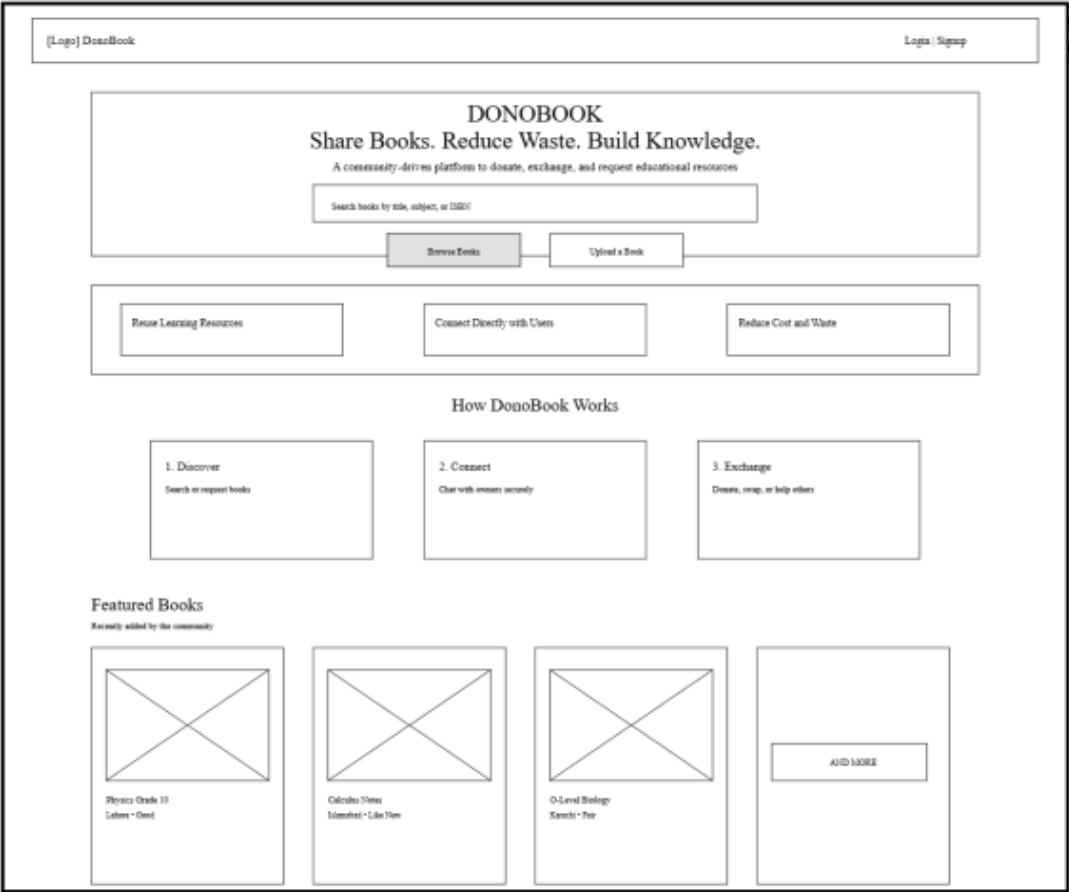 [Logo] DonoBook
Login | Signup
DONOBOOK
Share Books. Reduce Waste. Build Knowledge.
A community-driven platform to donate, exchange, and request educational resources
Search books by title, subject, or ISBN
Browse Books
Upload a Book
Reuse Learning Resources
Connect Directly with Users
Reduce Cost and Waste
How DonoBook Works
1. Discover
Search or request books
2. Connect
Chat with owners securely
3. Exchange
Donate, swap, or help others
Featured Books
Recently added by the community
Physics Grade 10
Lahore • Good
Calculus Notes
Islamabad • Like New
O-Level Biology
Karachi • Fair
AND MORE